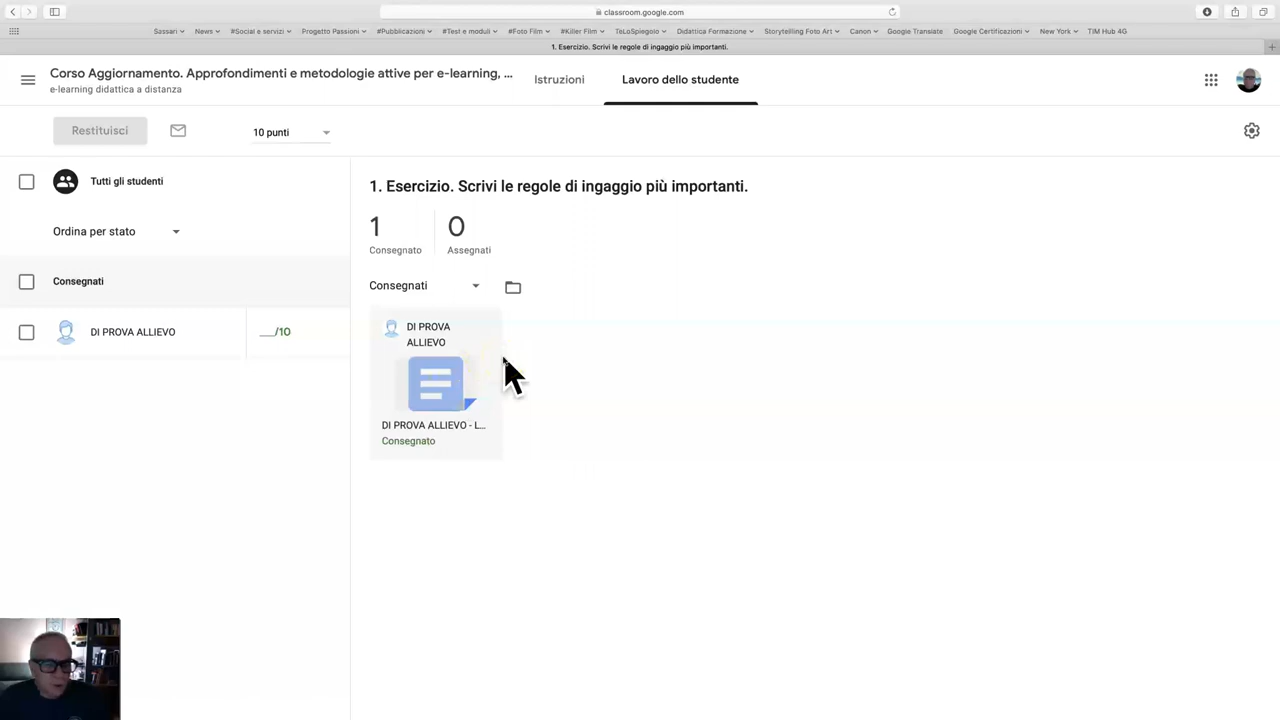 classroom.google.com
Sassari News #Social e servizi Progetto Passioni #Pubblicazioni #Test e moduli #Foto Film #Killer Film TeLoSpiegolo Didattica Formazione Storytelling Foto Art Canon Google Translate Google Certificazioni New York TIM Hub 4G
1. Esercizio. Scrivi le regole di ingaggio più importanti.
Corso Aggiornamento. Approfondimenti e metodologie attive per e-learning, ...
e-learning didattica a distanza
Istruzioni
Lavoro dello studente
Restituisci
10 punti
Tutti gli studenti
Ordina per stato
Consegnati
DI PROVA ALLIEVO
__/10
1. Esercizio. Scrivi le regole di ingaggio più importanti.
1 0
Consegnato Assegnati
Consegnati
DI PROVA
ALLIEVO
DI PROVA ALLIEVO - L...
Consegnato